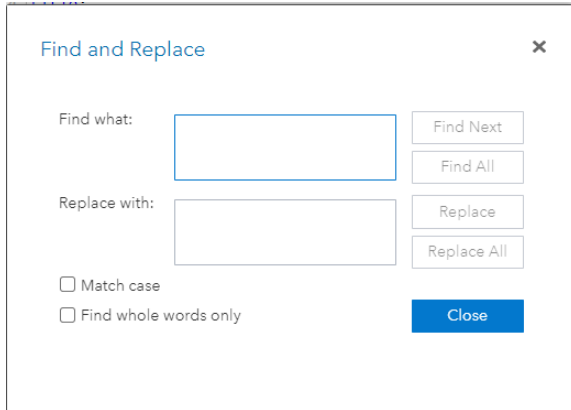 Find and Replace
Find what:
Find Next
Find All
Replace with:
Replace
Replace All
Match case
Find whole words only
Close